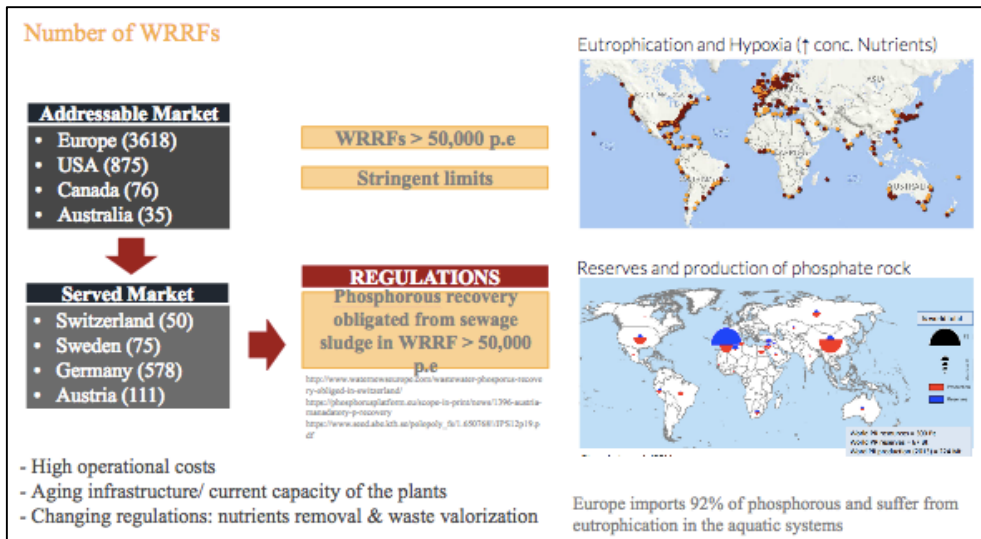 Number of WRRFs
Addressable Market
• Europe (3618)
• USA (875)
• Canada (76)
• Australia (35)
WRRFs > 50,000 p.e
Stringent limits
Served Market
• Switzerland (50)
• Sweden (75)
• Germany (578)
• Austria (111)
REGULATIONS
Phosphorous recovery
obligated from sewage
sludge in WRRF > 50,000
p.e
- High operational costs
- Aging infrastructure/ current capacity of the plants
- Changing regulations: nutrients removal & waste valorization
Eutrophication and Hypoxia (↑ conc. Nutrients)
ASIA
Reserves and production of phosphate rock
Europe imports 92% of phosphorous and suffer from
eutrophication in the aquatic systems